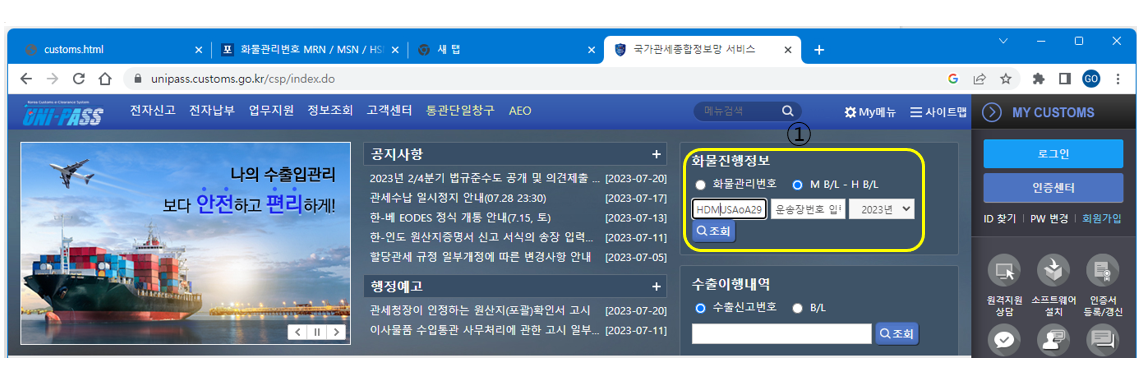 customs.html
포 화물관리번호 MRN / MSN / HS
새 탭
국가관세종합정보망 서비스
unipass.customs.go.kr/csp/index.do
GO
UNI-PASS
전자신고 전자납부 업무지원 정보조회 고객센터 통관단일창구 AEO
메뉴검색
My메뉴
사이트맵
MY CUSTOMS
①
나의 수출입관리
보다 안전하고 편리하게!
공지사항 +
2023년 2/4분기 법규준수도 공개 및 의견제출 ... [2023-07-20]
관세수납 일시정지 안내(07.28 23:30) [2023-07-17]
한-베 EODES 정식 개통 안내(7.15, 토) [2023-07-13]
한-인도 원산지증명서 신고 서식의 송장 입력... [2023-07-11]
할당관세 규정 일부개정에 따른 변경사항 안내 [2023-07-05]
행정예고 +
관세청장이 인정하는 원산지(포괄)확인서 고시 [2023-07-20]
이사물품 수입통관 사무처리에 관한 고시 일부... [2023-07-11]
화물진행정보
화물관리번호 M B/L - H B/L
HDMUSAoA29 운송장번호 입 2023년
조회
수출이행내역
수출신고번호 B/L
조회
로그인
인증센터
ID 찾기 | PW 변경 | 회원가입
원격지원
상담
소프트웨어
설치
인증서
등록/갱신